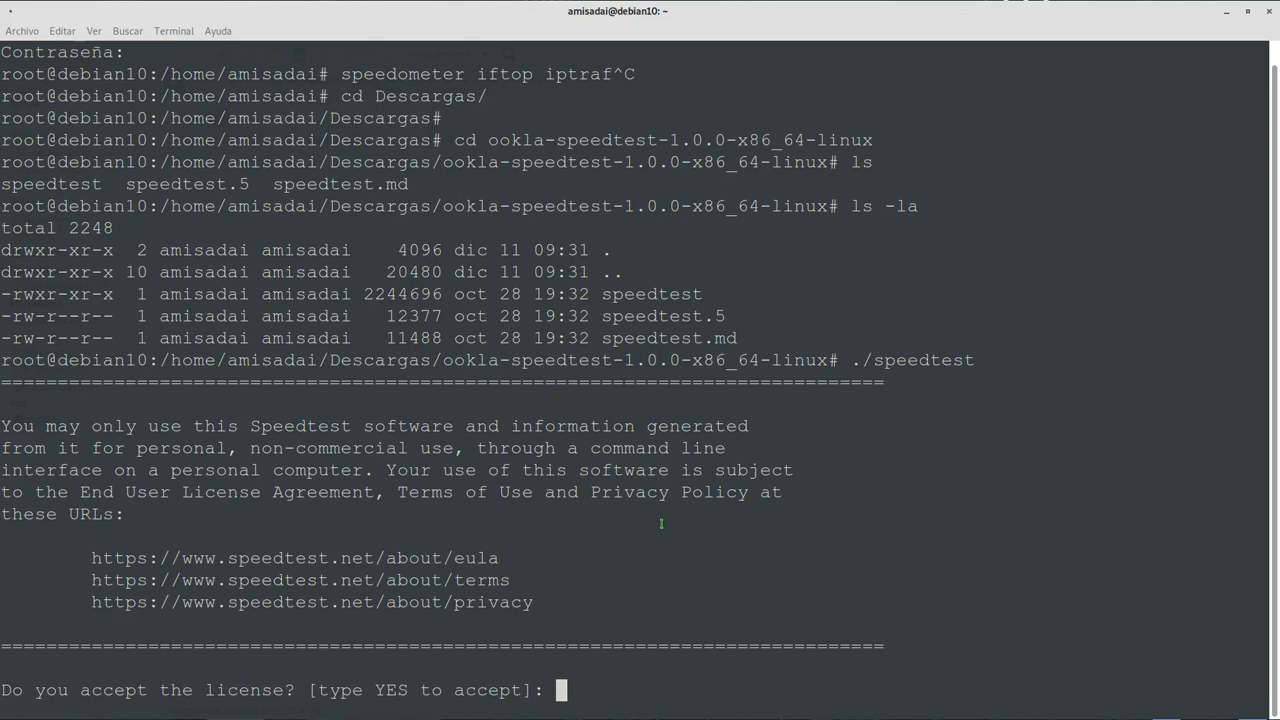 amisadai@debian10: ~
Archivo Editar Ver Buscar Terminal Ayuda
Contraseña:
root@debian10:/home/amisadai# speedometer iftop iptraf^C
root@debian10:/home/amisadai# cd Descargas/
root@debian10:/home/amisadai/Descargas#
root@debian10:/home/amisadai/Descargas# cd ookla-speedtest-1.0.0-x86_64-linux
root@debian10:/home/amisadai/Descargas/ookla-speedtest-1.0.0-x86_64-linux# ls
speedtest  speedtest.5  speedtest.md
root@debian10:/home/amisadai/Descargas/ookla-speedtest-1.0.0-x86_64-linux# ls -la
total 2248
drwxr-xr-x  2 amisadai amisadai    4096 dic 11 09:31 .
drwxr-xr-x 10 amisadai amisadai   20480 dic 11 09:31 ..
-rwxr-xr-x  1 amisadai amisadai 2244696 oct 28 19:32 speedtest
-rw-r--r--  1 amisadai amisadai   12377 oct 28 19:32 speedtest.5
-rw-r--r--  1 amisadai amisadai   11488 oct 28 19:32 speedtest.md
root@debian10:/home/amisadai/Descargas/ookla-speedtest-1.0.0-x86_64-linux# ./speedtest
==============================================================================
You may only use this Speedtest software and information generated
from it for personal, non-commercial use, through a command line
interface on a personal computer. Your use of this software is subject
to the End User License Agreement, Terms of Use and Privacy Policy at
these URLs:
https://www.speedtest.net/about/eula
https://www.speedtest.net/about/terms
https://www.speedtest.net/about/privacy
==============================================================================
Do you accept the license? [type YES to accept]: